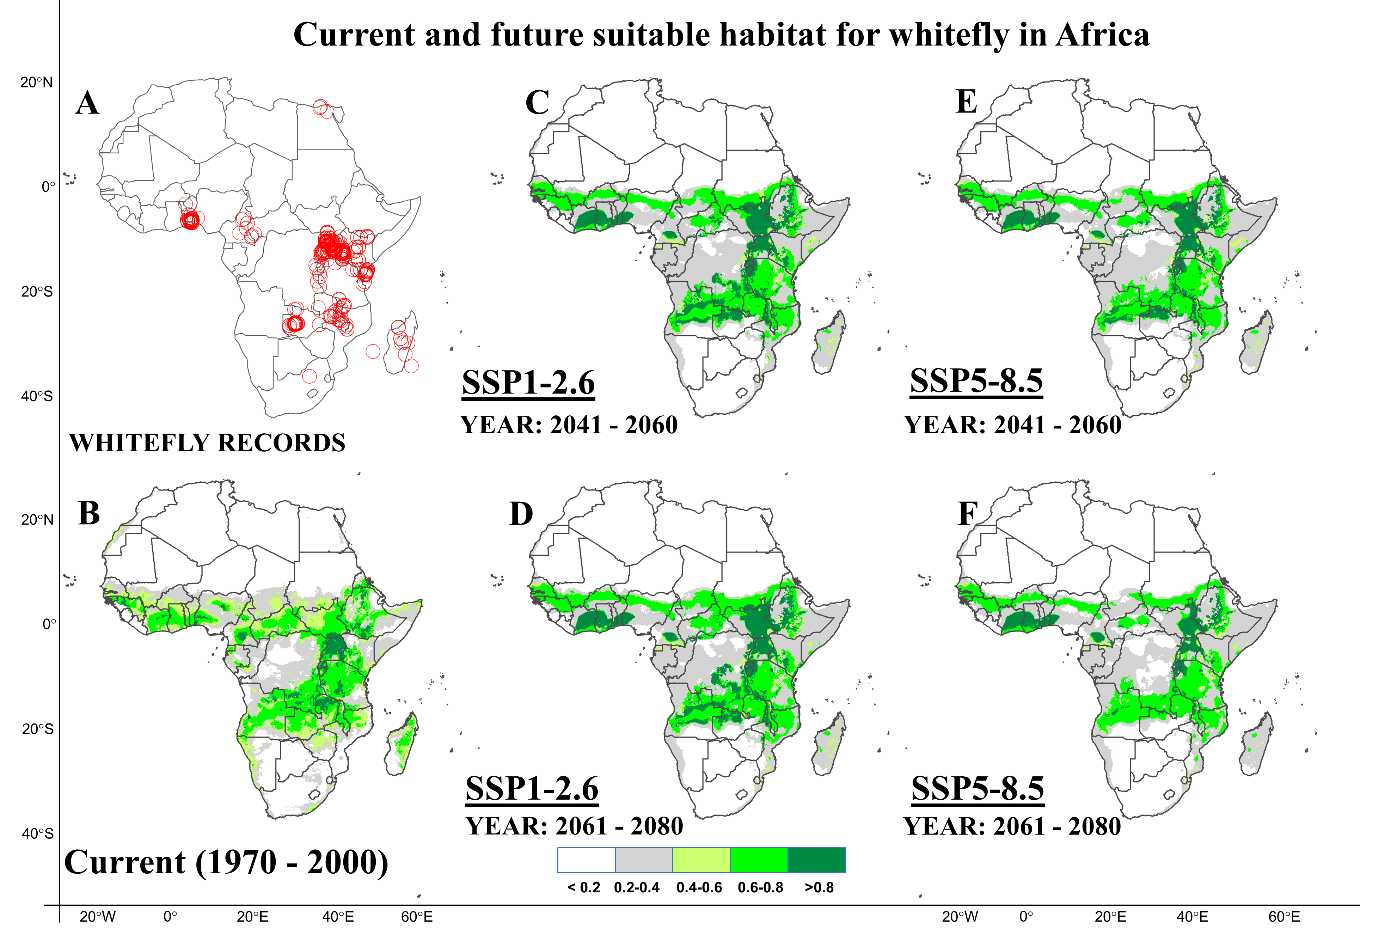 Current and future suitable habitat for whitefly in Africa
20°N
0°
20°S
40°S
A
C
E
SSP1-2.6
YEAR: 2041 - 2060
SSP5-8.5
YEAR: 2041 - 2060
WHITEFLY RECORDS
20°N
0°
20°S
40°S
B
D
F
SSP1-2.6
YEAR: 2061 - 2080
SSP5-8.5
YEAR: 2061 - 2080
Current (1970 - 2000)
< 0.2 0.2-0.4 0.4-0.6 0.6-0.8 >0.8
20°W 0° 20°E 40°E 60°E
20°W 0° 20°E 40°E 60°E